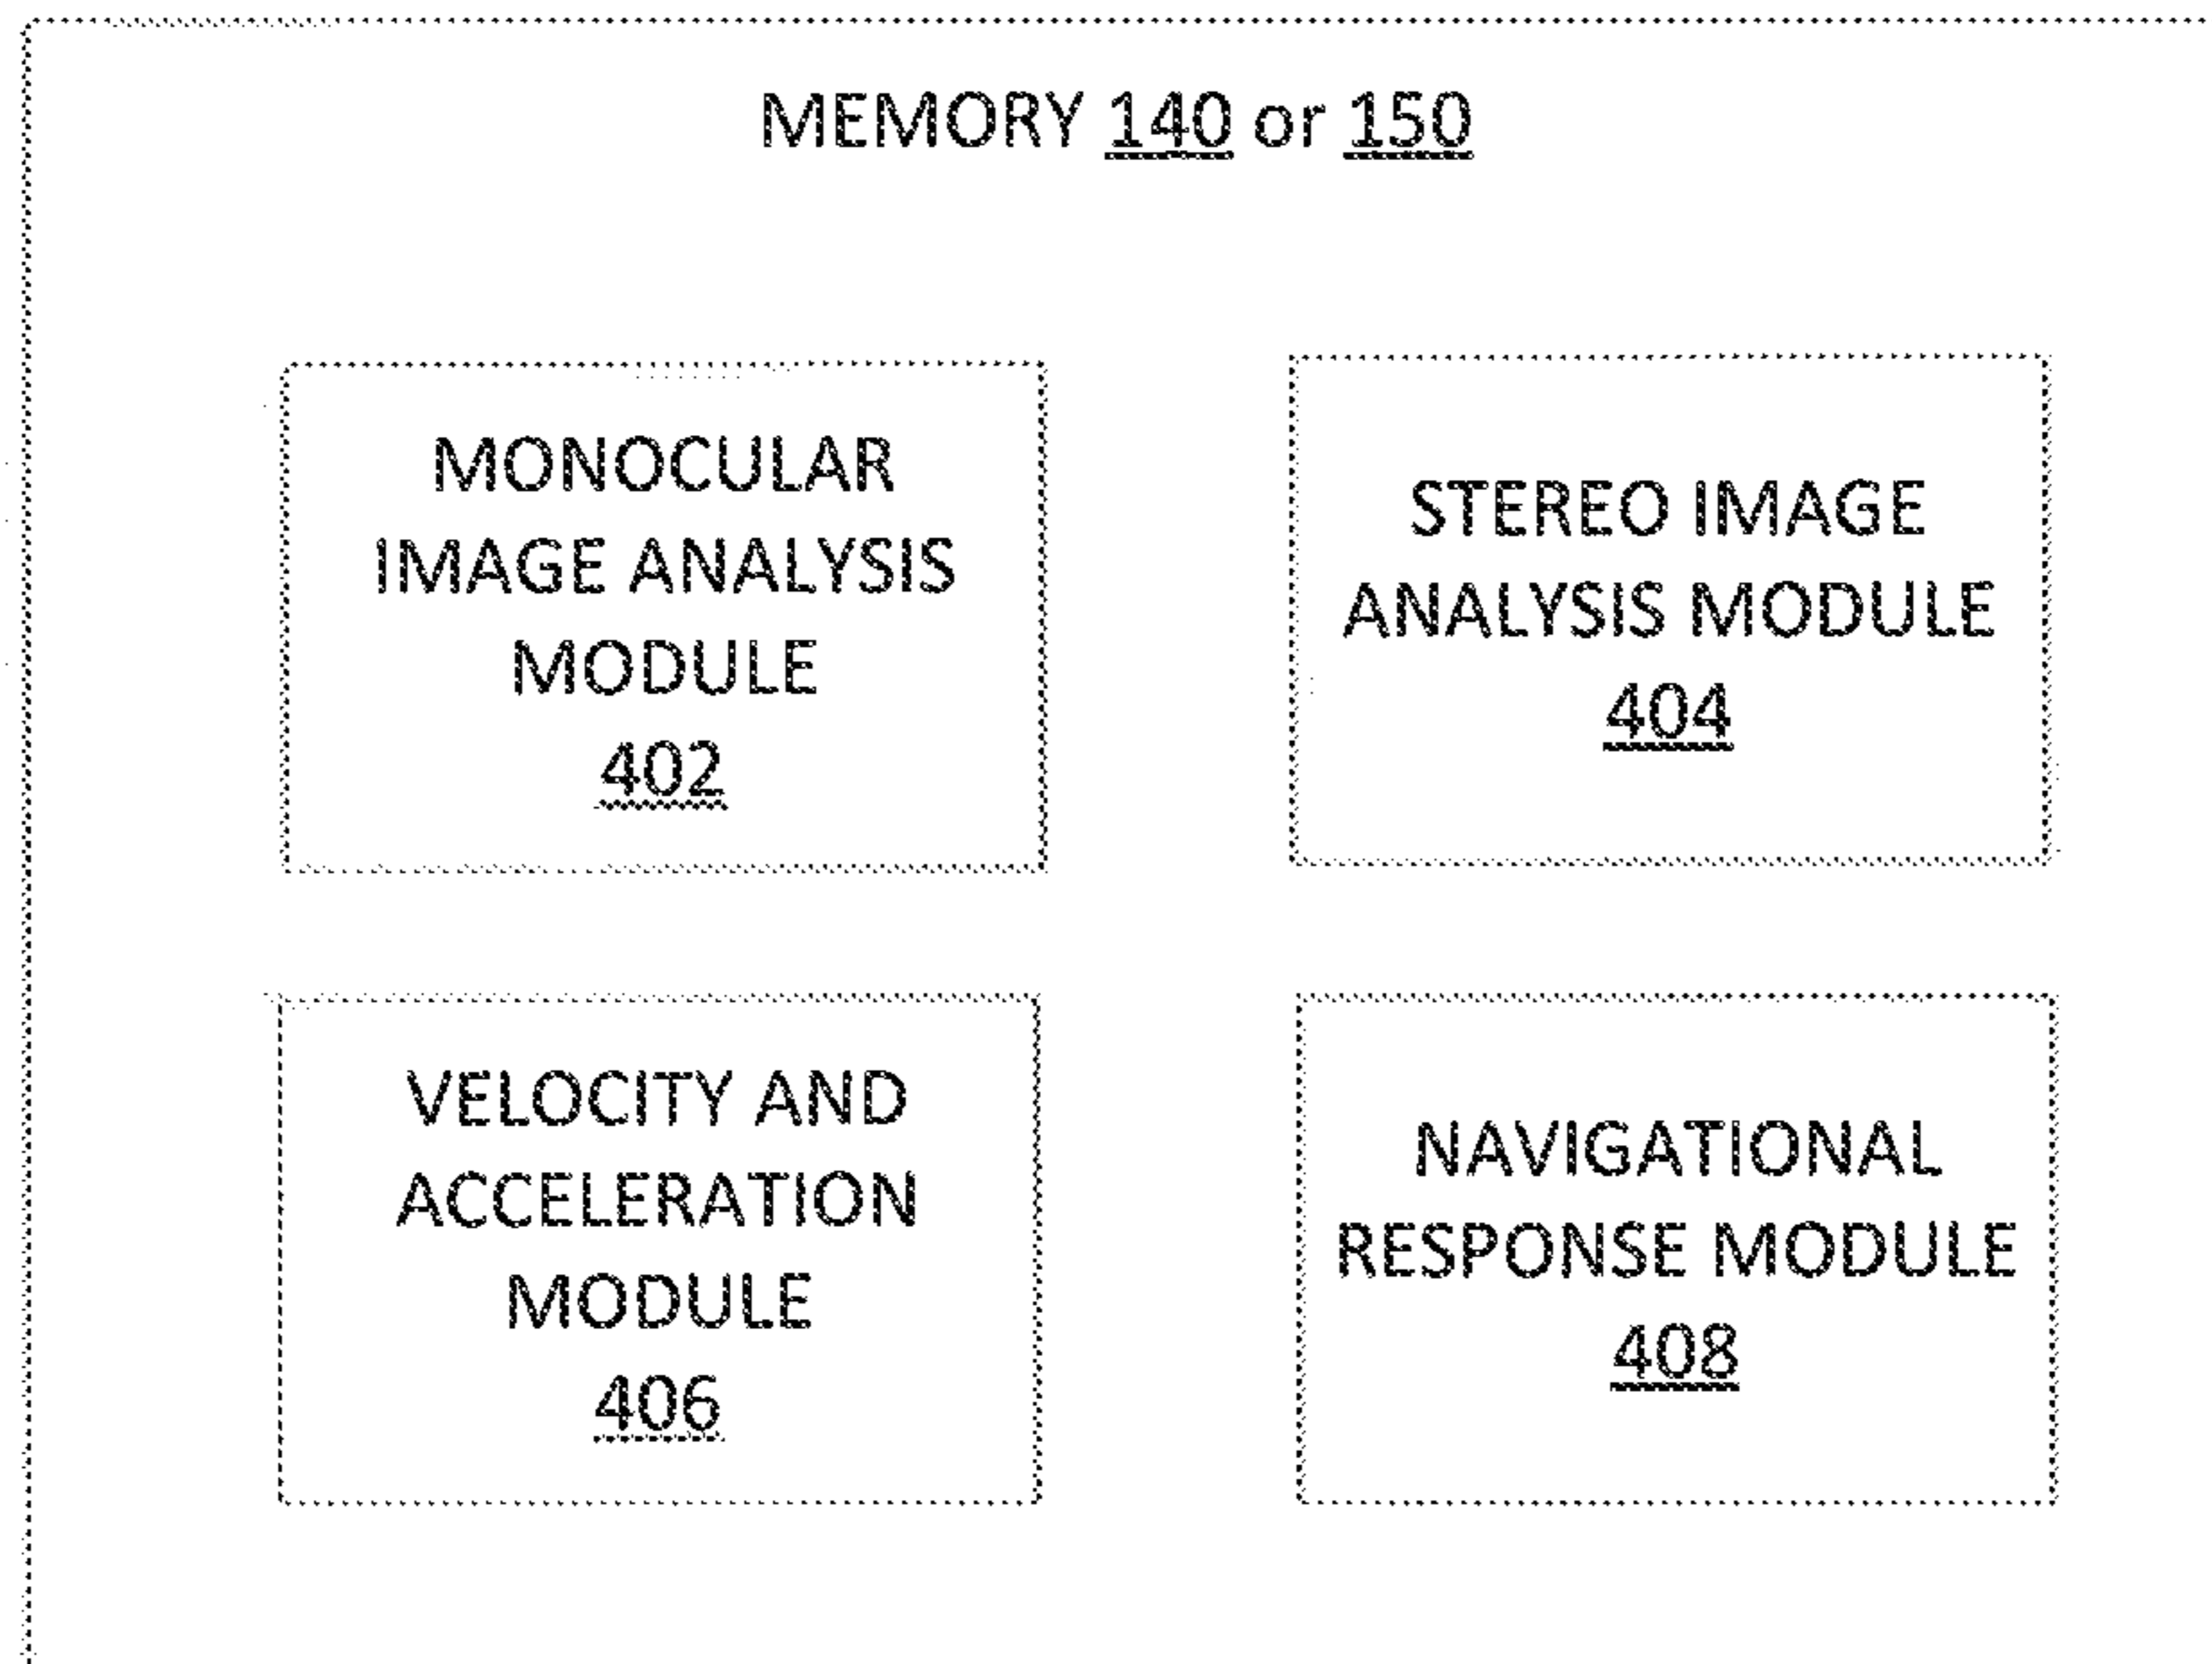 MEMORY 140 or 150
MONOCULAR
IMAGE ANALYSIS
MODULE
402
STEREO IMAGE
ANALYSIS MODULE
404
VELOCITY AND
ACCELERATION
MODULE
406
NAVIGATIONAL
RESPONSE MODULE
408